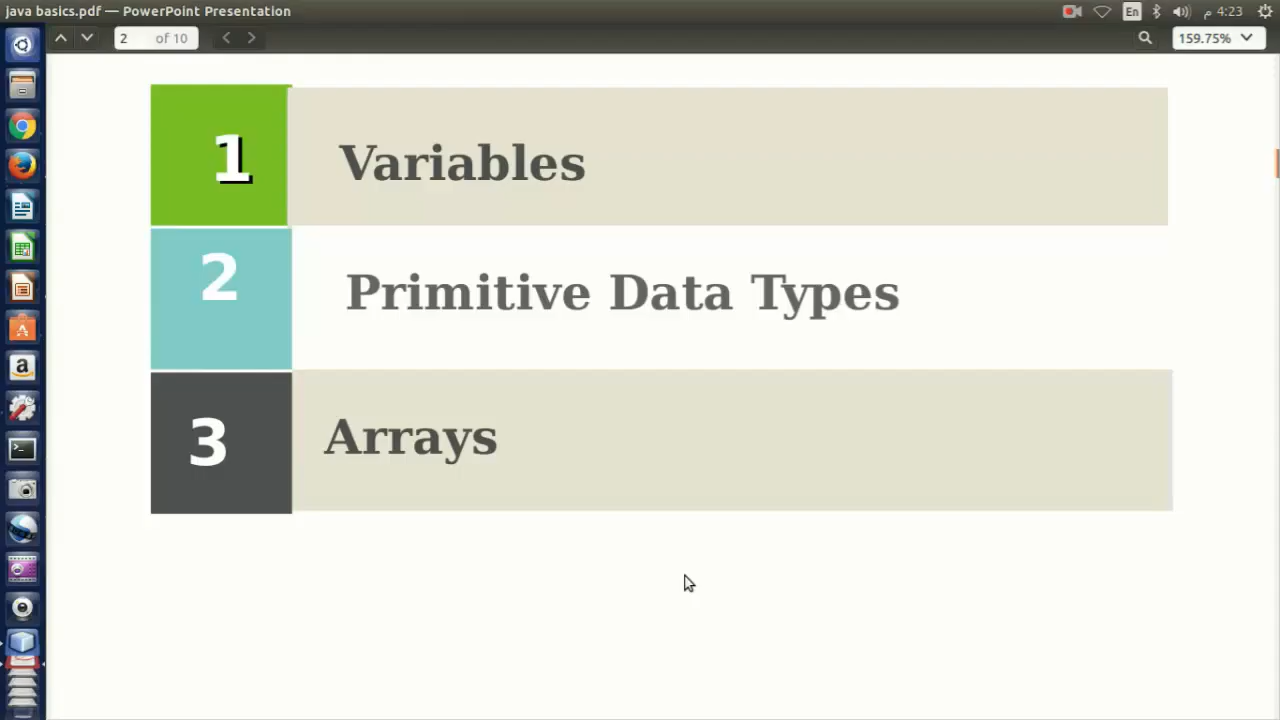 java basics.pdf — PowerPoint Presentation
En
م 4:23
2 of 10
159.75%
1 Variables
2 Primitive Data Types
3 Arrays